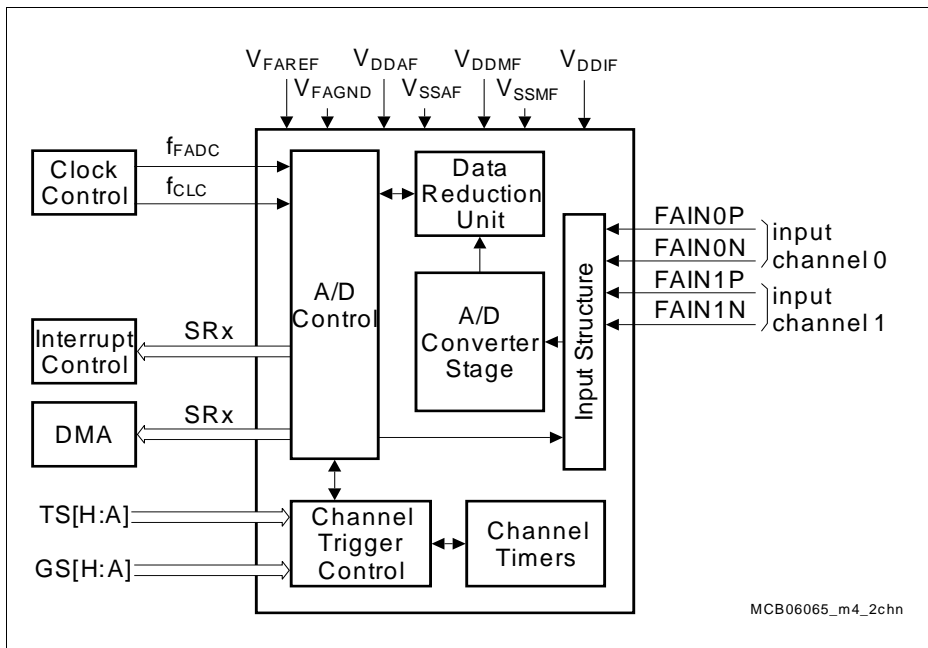 VFAREF
VDDAF
VDDMF
VDDIF
VFAGND
VSSAF
VSSMF
Clock
Control
fFADC
fCLC
A/D
Control
Data
Reduction
Unit
A/D
Converter
Stage
Input Structure
FAIN0P
FAIN0N
input
channel 0
FAIN1P
FAIN1N
input
channel 1
Interrupt
Control
SRx
DMA
SRx
TS[H:A]
GS[H:A]
Channel
Trigger
Control
Channel
Timers
MCB06065_m4_2chn